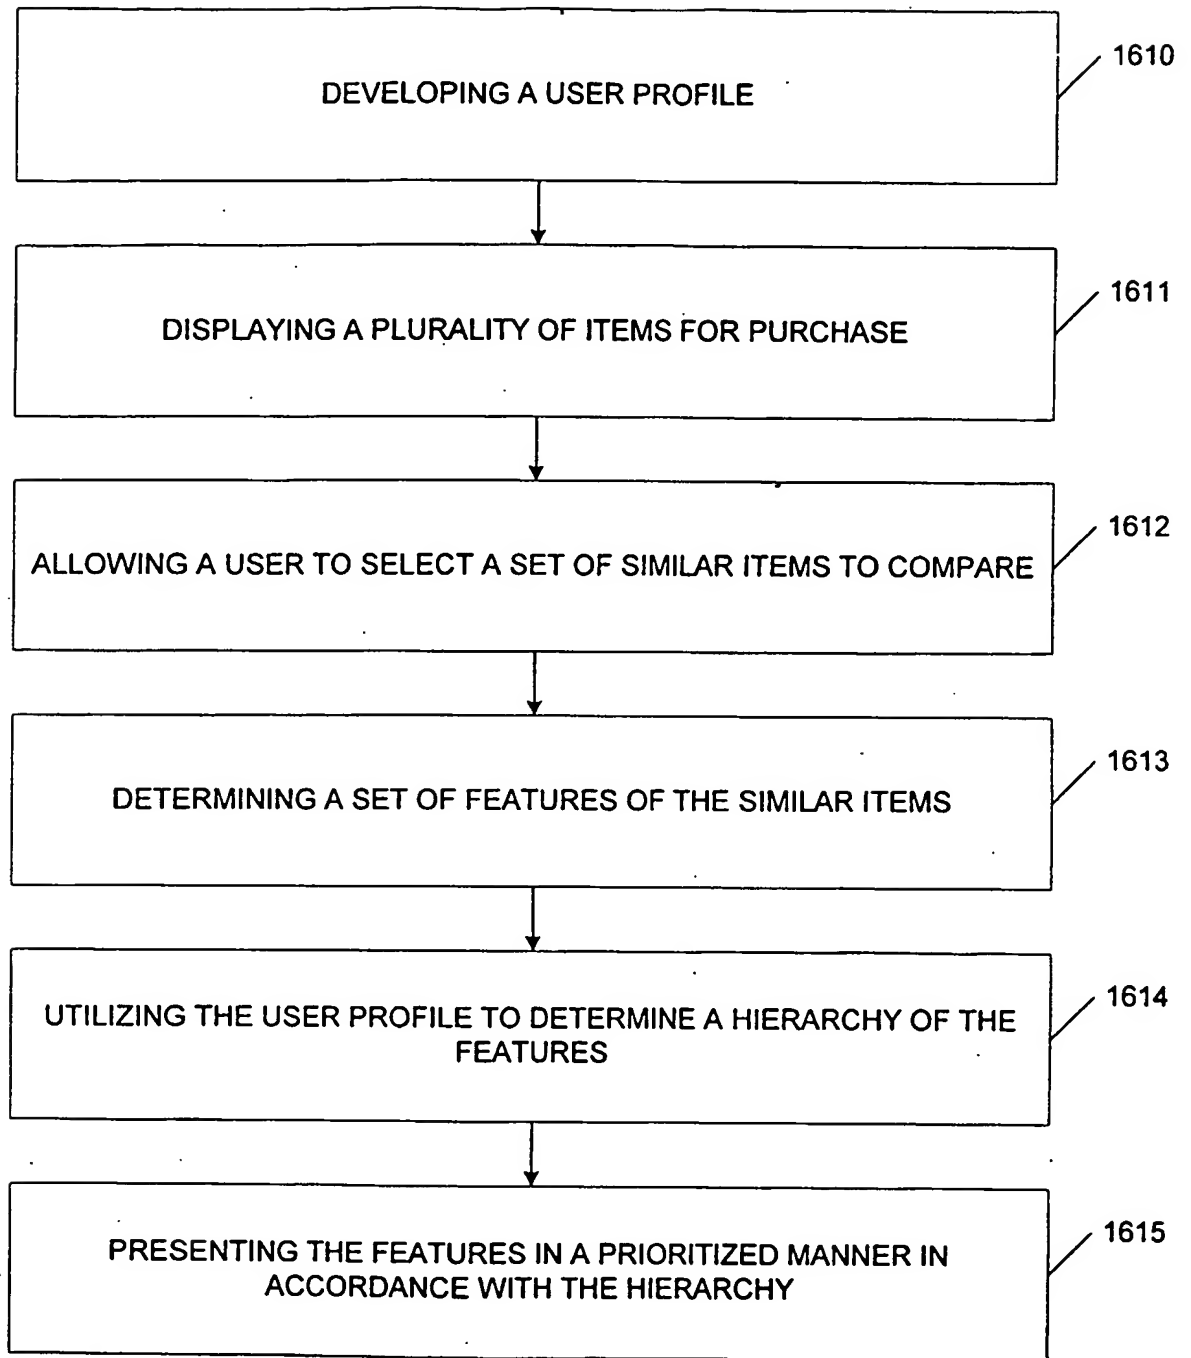 DEVELOPING A USER PROFILE
1610
DISPLAYING A PLURALITY OF ITEMS FOR PURCHASE
1611
ALLOWING A USER TO SELECT A SET OF SIMILAR ITEMS TO COMPARE
1612
DETERMINING A SET OF FEATURES OF THE SIMILAR ITEMS
1613
UTILIZING THE USER PROFILE TO DETERMINE A HIERARCHY OF THE
FEATURES
1614
PRESENTING THE FEATURES IN A PRIORITIZED MANNER IN
ACCORDANCE WITH THE HIERARCHY
1615